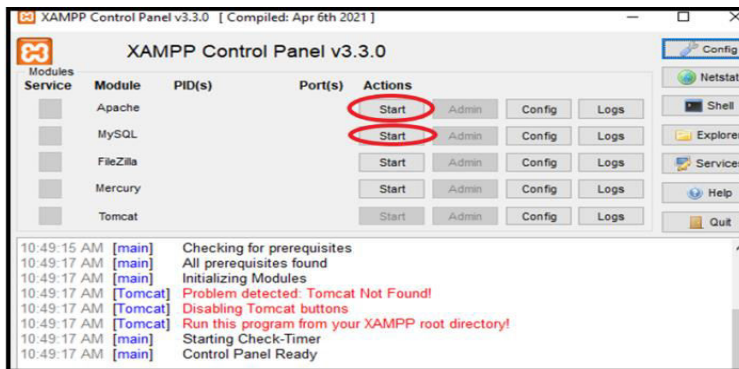 XAMPP Control Panel v3.3.0 [ Compiled: Apr 6th 2021 ]
XAMPP Control Panel v3.3.0
Config
Modules
Service Module PID(s) Port(s) Actions
Netstat
Apache Start Admin Config Logs
Shell
MySQL Start Admin Config Logs
Explorer
FileZilla Start Admin Config Logs
Service
Mercury Start Admin Config Logs
Help
Tomcat Start Admin Config Logs
Quit
10:49:15 AM [main] Checking for prerequisites
10:49:17 AM [main] All prerequisites found
10:49:17 AM [main] Initializing Modules
10:49:17 AM [Tomcat] Problem detected: Tomcat Not Found!
10:49:17 AM [Tomcat] Disabling Tomcat buttons
10:49:17 AM [Tomcat] Run this program from your XAMPP root directory!
10:49:17 AM [main] Starting Check-Timer
10:49:17 AM [main] Control Panel Ready